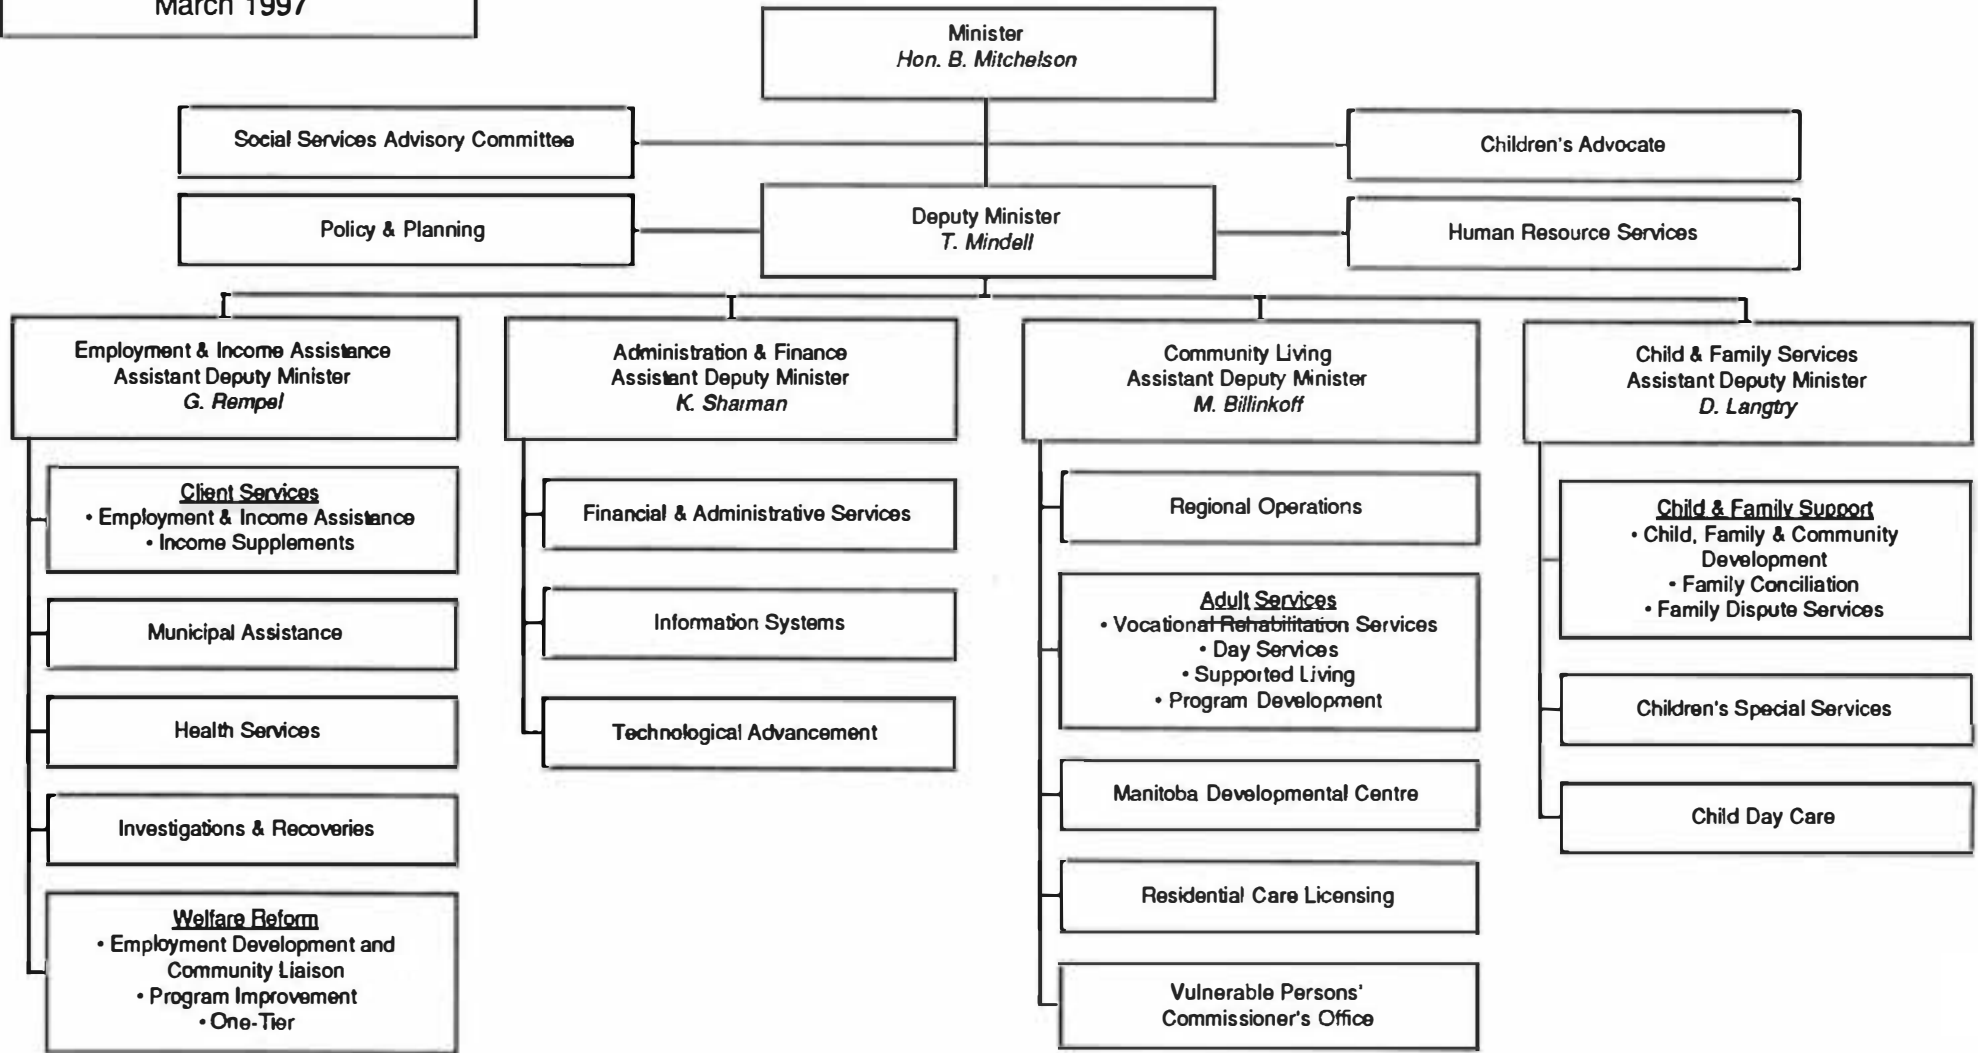 March 1997
Minister
Hon. B. Mitchelson
Social Services Advisory Committee
Children's Advocate
Policy & Planning
Deputy Minister
T. Mindell
Human Resource Services
Employment & Income Assistance
Assistant Deputy Minister
G. Rempel
Client Services
• Employment & Income Assistance
• Income Supplements
Municipal Assistance
Health Services
Investigations & Recoveries
Welfare Reform
• Employment Development and
Community Liaison
• Program Improvement
• One-Tier
Administration & Finance
Assistant Deputy Minister
K. Sharman
Financial & Administrative Services
Information Systems
Technological Advancement
Community Living
Assistant Deputy Minister
M. Billinkoff
Regional Operations
Adult Services
• Vocational Rehabilitation Services
• Day Services
• Supported Living
• Program Development
Manitoba Developmental Centre
Residential Care Licensing
Vulnerable Persons'
Commissioner's Office
Child & Family Services
Assistant Deputy Minister
D. Langtry
Child & Family Support
• Child, Family & Community
Development
• Family Conciliation
• Family Dispute Services
Children's Special Services
Child Day Care